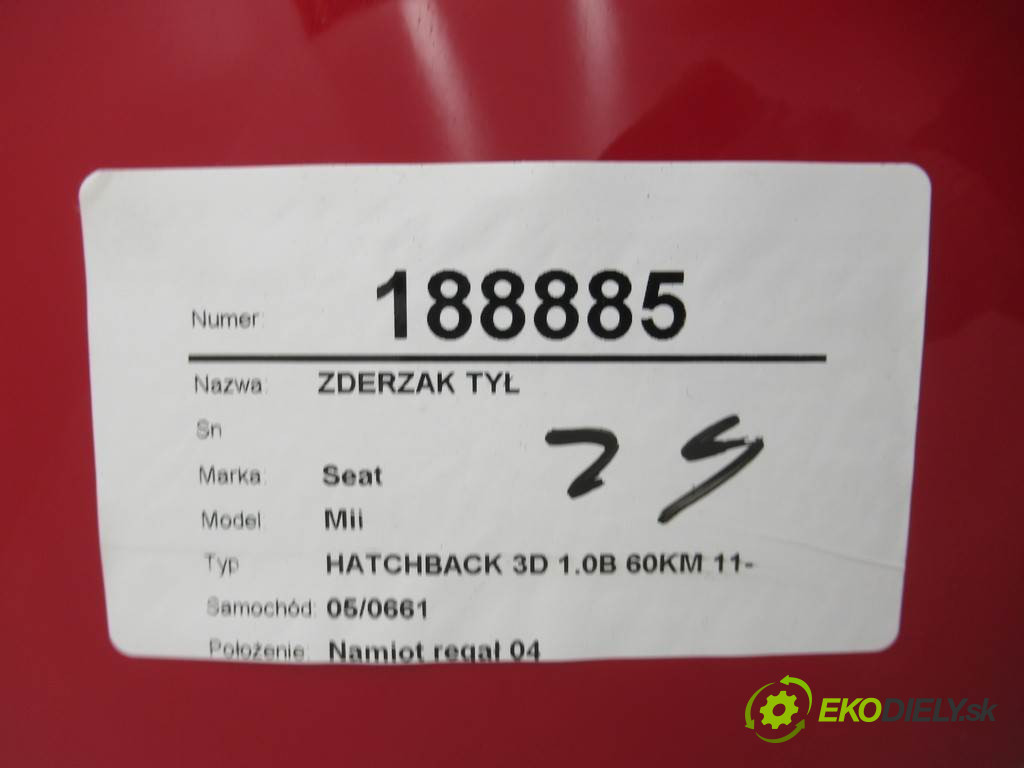 Numer: 188885
Nazwa: ZDERZAK TYŁ
Sn
Marka: Seat
Model Mii
Typ HATCHBACK 3D 1.0B 60KM 11-
Samochód: 05/0661
Położenie: Namiot regał 04
EKODIELY.sk